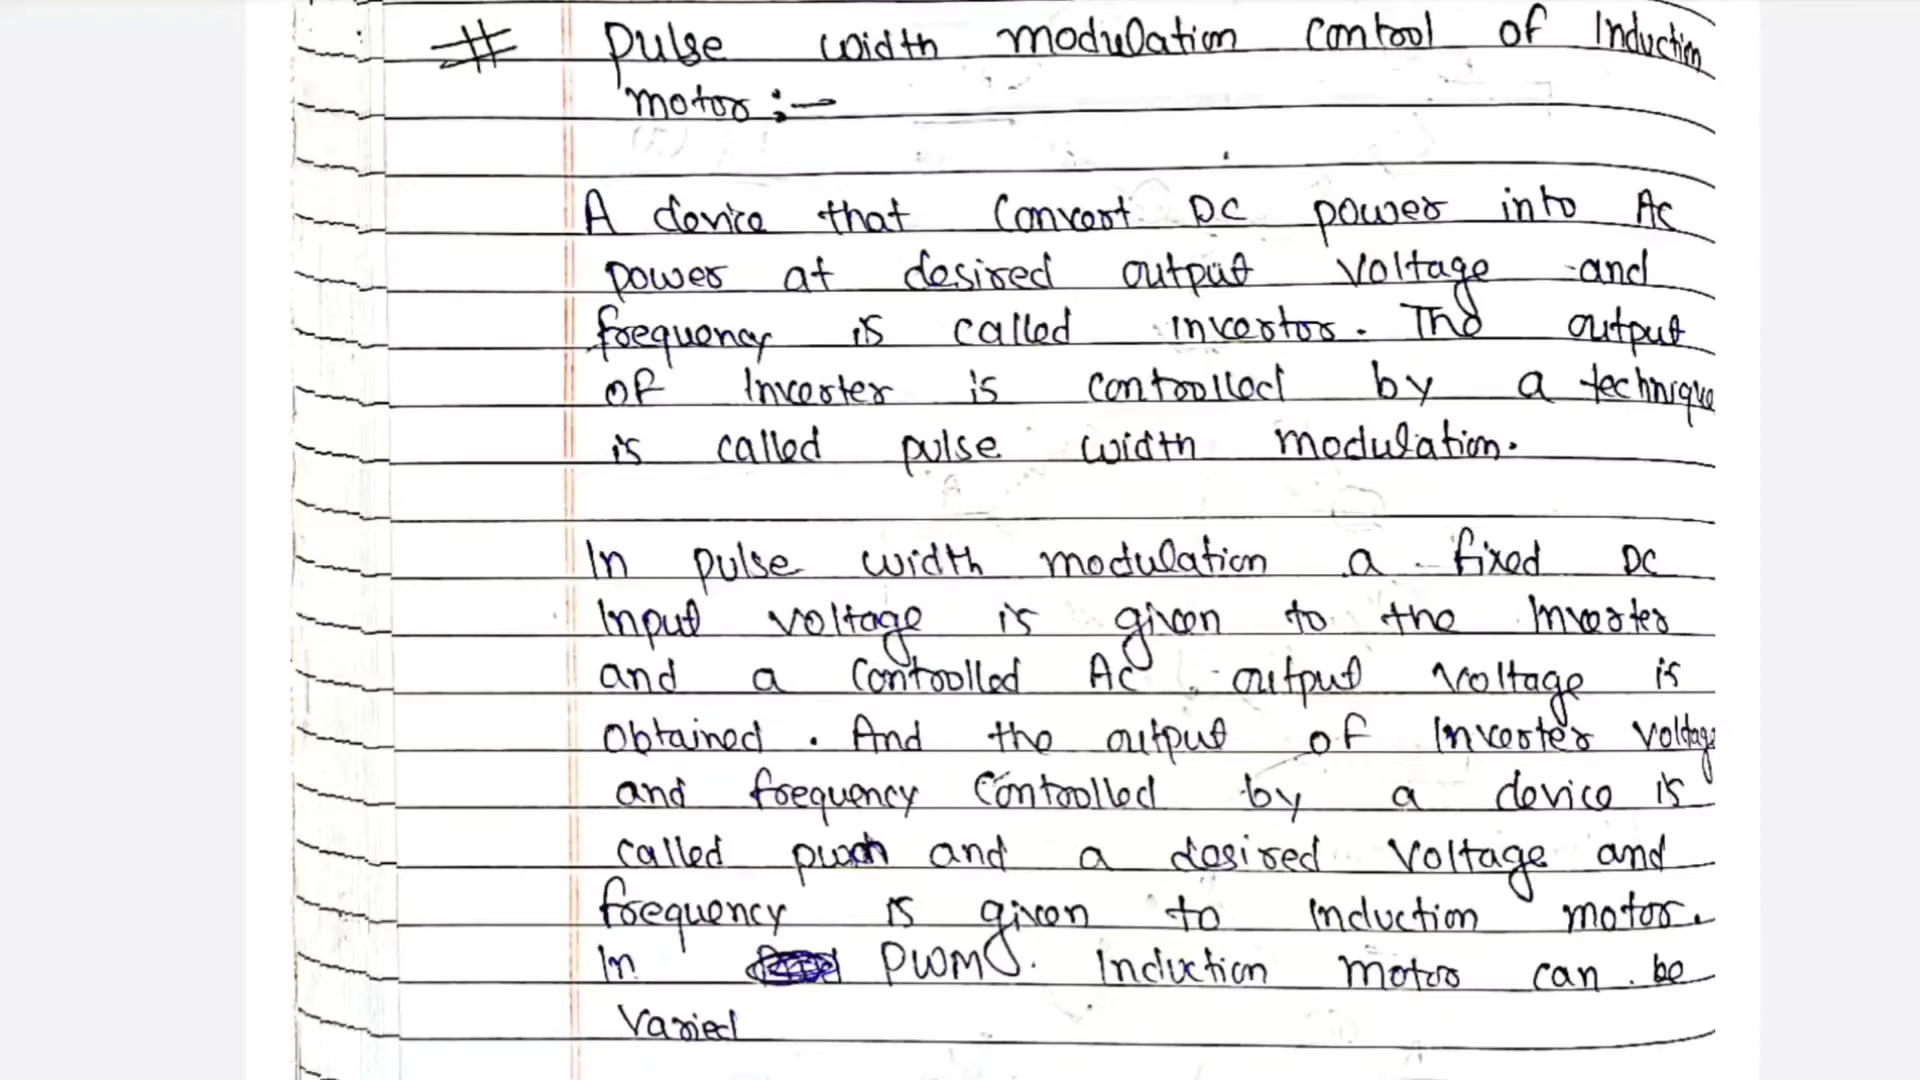 # Pulse width modulation control of Induction
motor :-
A device that convert DC power into AC
power at desired output voltage and
frequency is called invertor. The output
of Inverter is controlled by a technique
is called pulse width modulation.
In pulse width modulation a fixed DC
Input voltage is given to the Inverter
and a controlled AC output voltage is
obtained. And the output of Inverter voltage
and frequency controlled by a device is
called pwm and a desired voltage and
frequency is given to Induction motor.
In PWM. Induction motor can be
varied